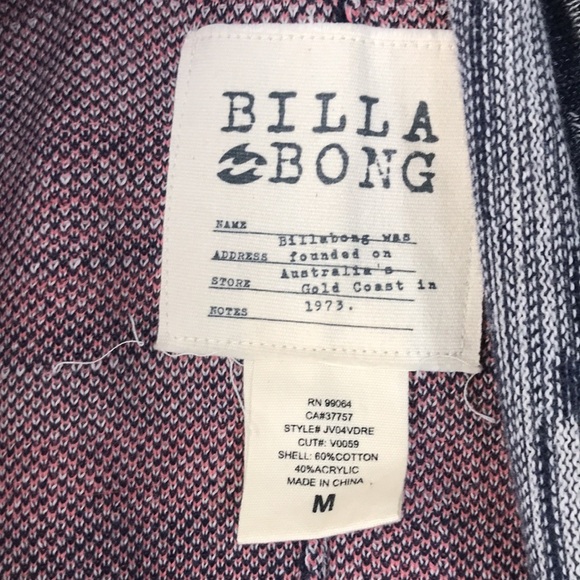 BILLA
BONG
NAME
Billabong was
ADDRESS founded on
Australia's
STORE
Gold Coast in
NOTES 1973.
RN 99064
CA#37757
STYLE# JV04VDRE
CUT#: V0059
SHELL: 60%COTTON
40%ACRYLIC
MADE IN CHINA
M